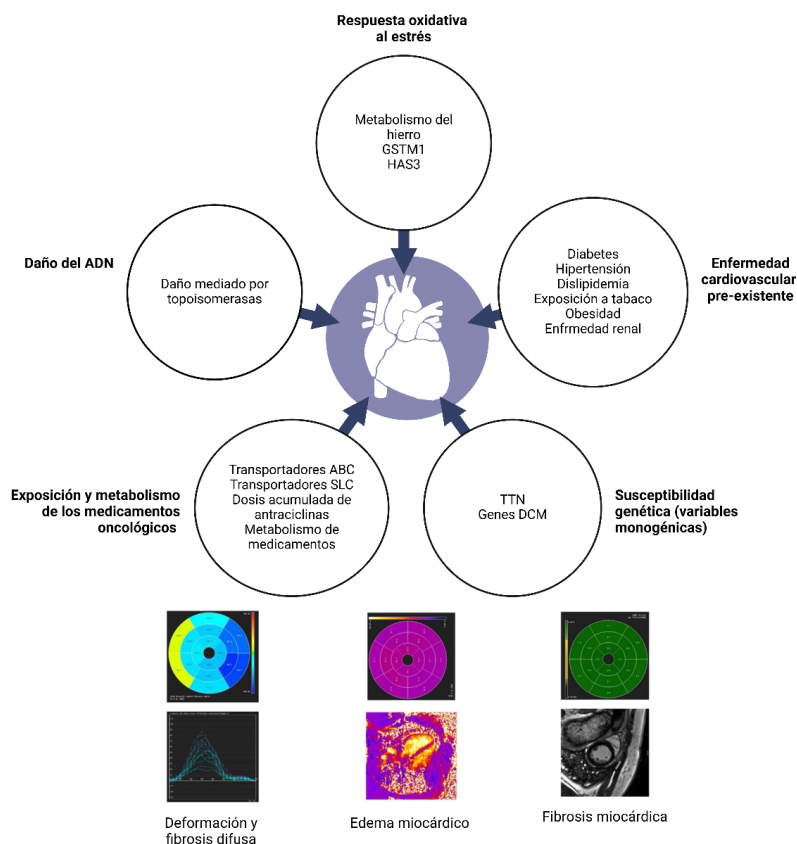 Respuesta oxidativa
al estrés
Metabolismo del
hierro
GSTM1
HAS3
Daño del ADN
Daño mediado por
topoisomerasas
Diabetes
Hipertensión
Dislipidemia
Exposición a tabaco
Obesidad
Enfrmedad renal
Enfermedad
cardiovascular
pre-existente
Exposición y metabolismo
de los medicamentos
oncológicos
Transportadores ABC
Transportadores SLC
Dosis acumulada de
antraciclinas
Metabolismo de
medicamentos
TTN
Genes DCM
Susceptibilidad
genética (variables
monogénicas)
Deformación y
fibrosis difusa
Edema miocárdico
Fibrosis miocárdica